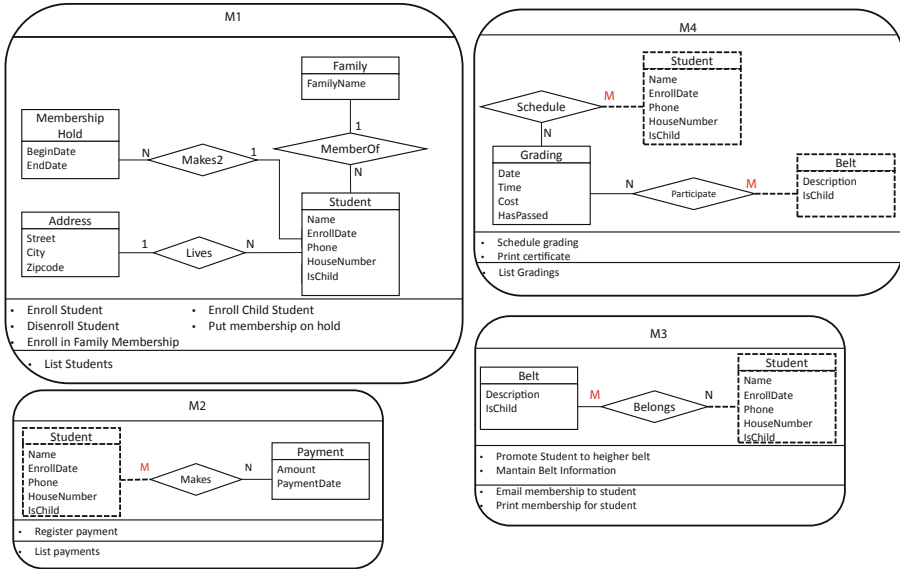 M1
Family
FamilyName
Membership
Hold
BeginDate
EndDate
N
Makes2
1
1
MemberOf
N
Student
Name
EnrollDate
Phone
HouseNumber
IsChild
Address
Street
City
Zipcode
1
Lives
N
• Enroll Student
• Disenroll Student
• Enroll in Family Membership
• Enroll Child Student
• Put membership on hold
• List Students
M4
Student
Name
EnrollDate
Phone
HouseNumber
IsChild
Schedule
M
N
Grading
Date
Time
Cost
HasPassed
N
Participate
M
Belt
Description
IsChild
• Schedule grading
• Print certificate
• List Gradings
M2
Student
Name
EnrollDate
Phone
HouseNumber
IsChild
M
Makes
N
Payment
Amount
PaymentDate
• Register payment
• List payments
M3
Belt
Description
IsChild
M
Belongs
N
Student
Name
EnrollDate
Phone
HouseNumber
IsChild
• Promote Student to heigher belt
• Mantain Belt Information
• Email membership to student
• Print membership for student